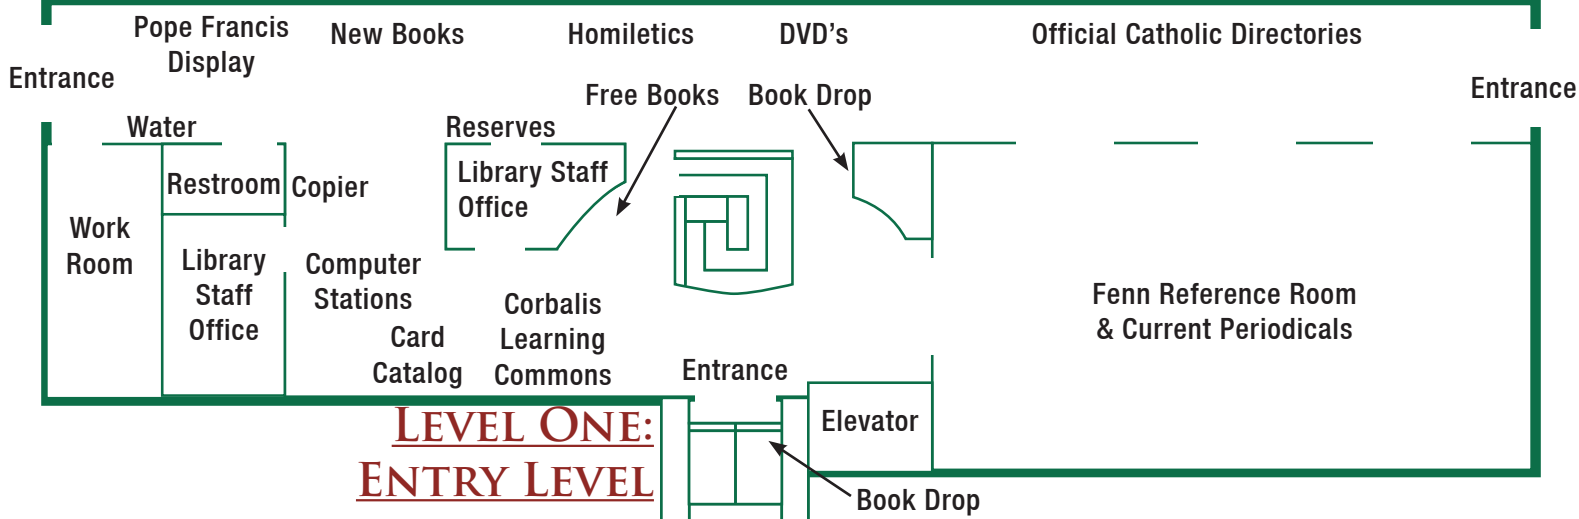 Pope Francis
Display
New Books
Homiletics
DVD's
Official Catholic Directories
Entrance
Entrance
Free Books
Book Drop
Water
Reserves
Restroom
Copier
Library Staff
Office
Work
Room
Library
Staff
Office
Computer
Stations
Card
Catalog
Corbalis
Learning
Commons
Fenn Reference Room
& Current Periodicals
Entrance
Elevator
Level One:
Entry Level
Book Drop